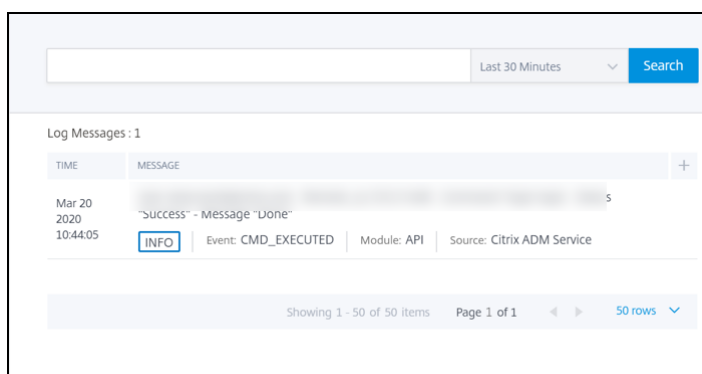 Last 30 Minutes Search
Log Messages : 1
TIME MESSAGE +
Mar 20
2020
10:44:05
s
"Success" - Message "Done"
INFO Event: CMD_EXECUTED Module: API Source: Citrix ADM Service
Showing 1 - 50 of 50 items Page 1 of 1 50 rows